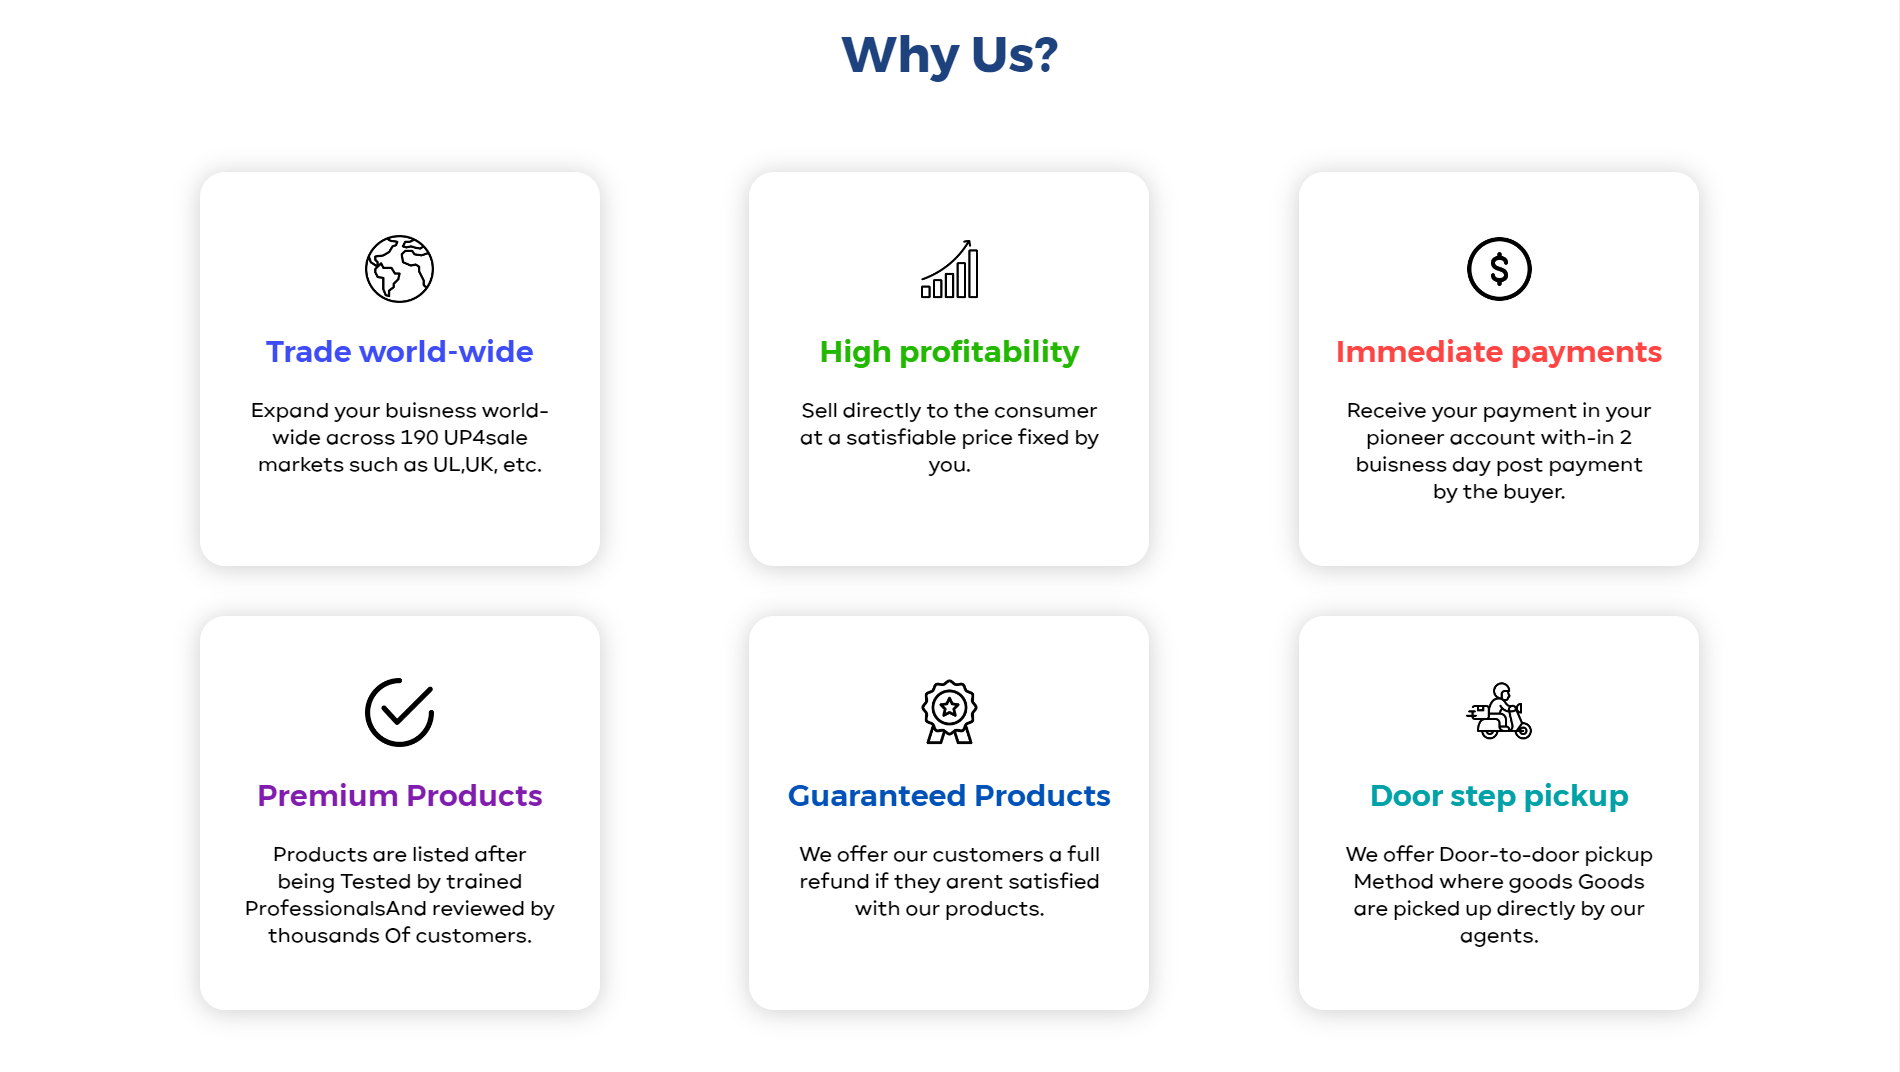 Why Us?
Trade world-wide
Expand your buisness world-
wide across 190 UP4sale
markets such as UL,UK, etc.
High profitability
Sell directly to the consumer
at a satisfiable price fixed by
you.
Immediate payments
Receive your payment in your
pioneer account with-in 2
buisness day post payment
by the buyer.
Premium Products
Products are listed after
being Tested by trained
ProfessionalsAnd reviewed by
thousands Of customers.
Guaranteed Products
We offer our customers a full
refund if they arent satisfied
with our products.
Door step pickup
We offer Door-to-door pickup
Method where goods Goods
are picked up directly by our
agents.